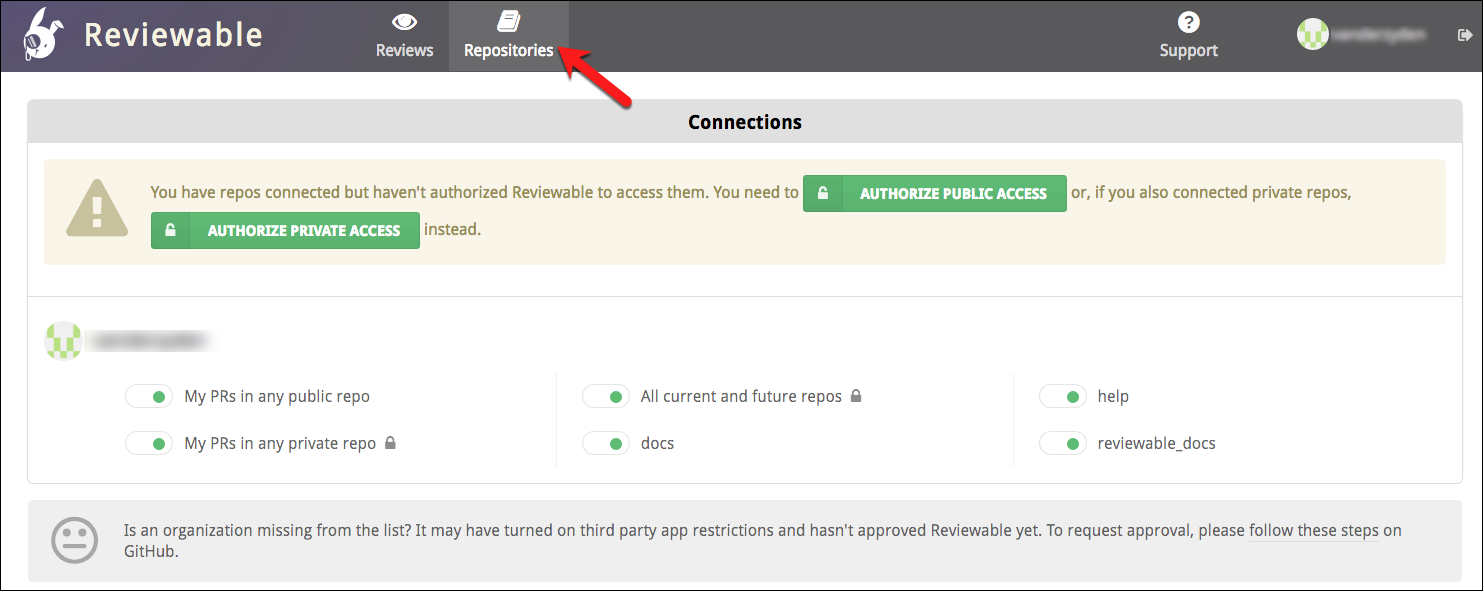 Reviewable
Reviews
Repositories
Support
Connections
You have repos connected but haven't authorized Reviewable to access them. You need to AUTHORIZE PUBLIC ACCESS or, if you also connected private repos,
AUTHORIZE PRIVATE ACCESS instead.
My PRs in any public repo
All current and future repos
help
My PRs in any private repo
docs
reviewable_docs
Is an organization missing from the list? It may have turned on third party app restrictions and hasn't approved Reviewable yet. To request approval, please follow these steps on
GitHub.